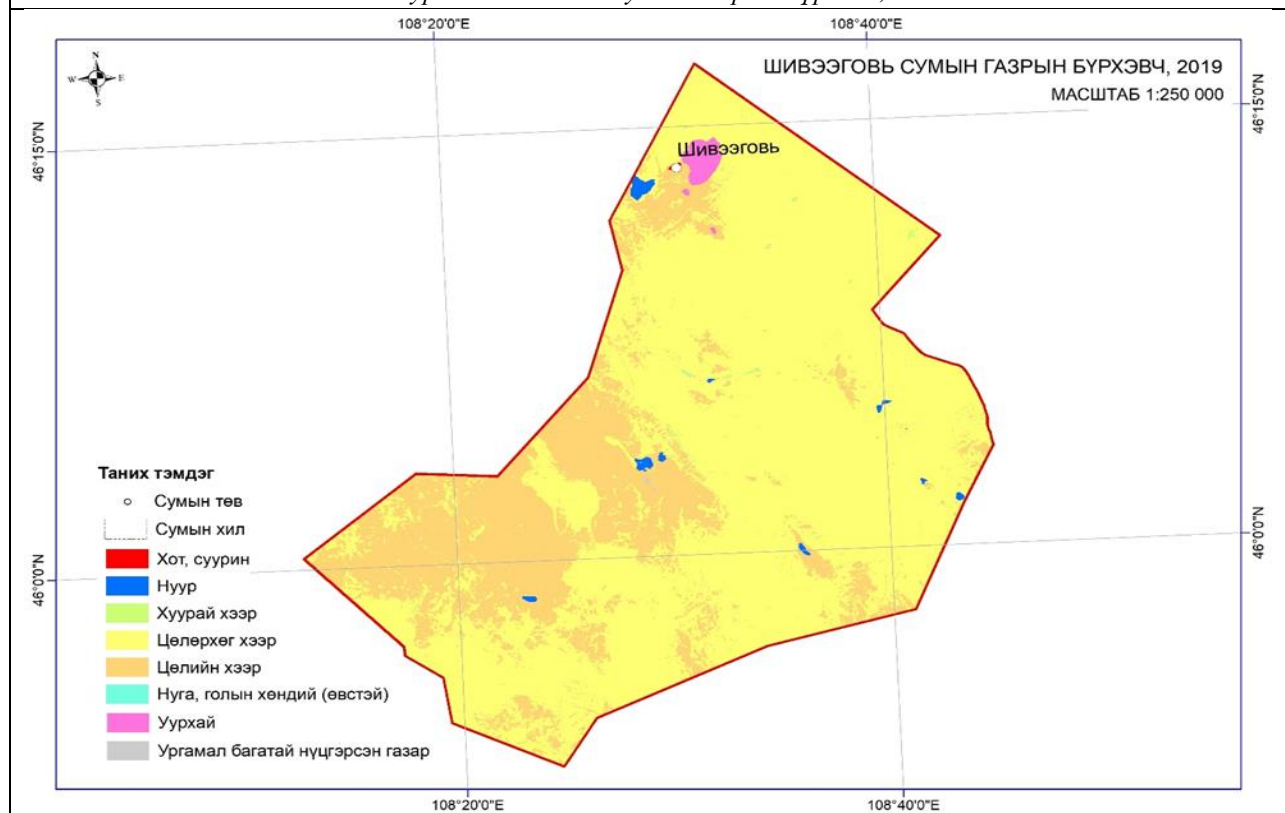 108°20'0"E
108°40'0"E
ШИВЭЭГОВЬ СУМЫН ГАЗРЫН БҮРХЭВЧ, 2019
МАСШТАБ 1:250 000
N
W
E
S
46°15'0"N
46°15'0"N
Шивээговь
Таних тэмдэг
Сумын төв
Сумын хил
Хот, суурин
Нуур
Хуурай хээр
Цөлөрхөг хээр
Цөлийн хээр
Нуга, голын хөндий (өвстэй)
Уурхай
Ургамал багатай нүцгэрсэн газар
46°0'0"N
46°0'0"N
108°20'0"E
108°40'0"E